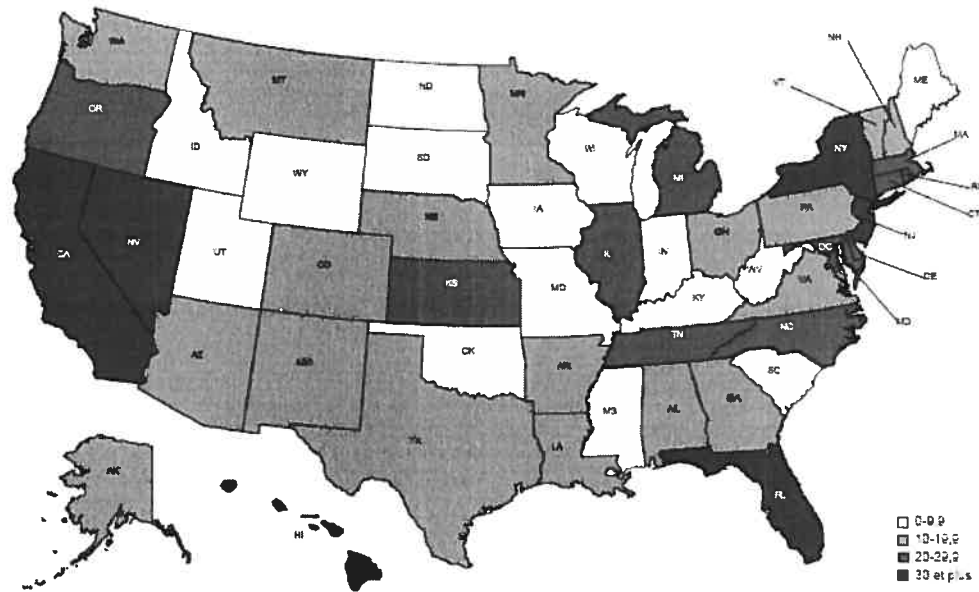 WA
MT
ND
MN
OR
ID
WY
SD
WI
MI
NY
NH
VT
ME
MA
RI
CT
NJ
DE
MD
DC
CA
NV
UT
CO
NE
KS
IA
IL
IN
OH
PA
WV
VA
KY
TN
NC
SC
AZ
OK
AR
MS
AL
GA
TX
LA
FL
AK
HI
0-9,9
10-19,9
20-29,9
30 et plus